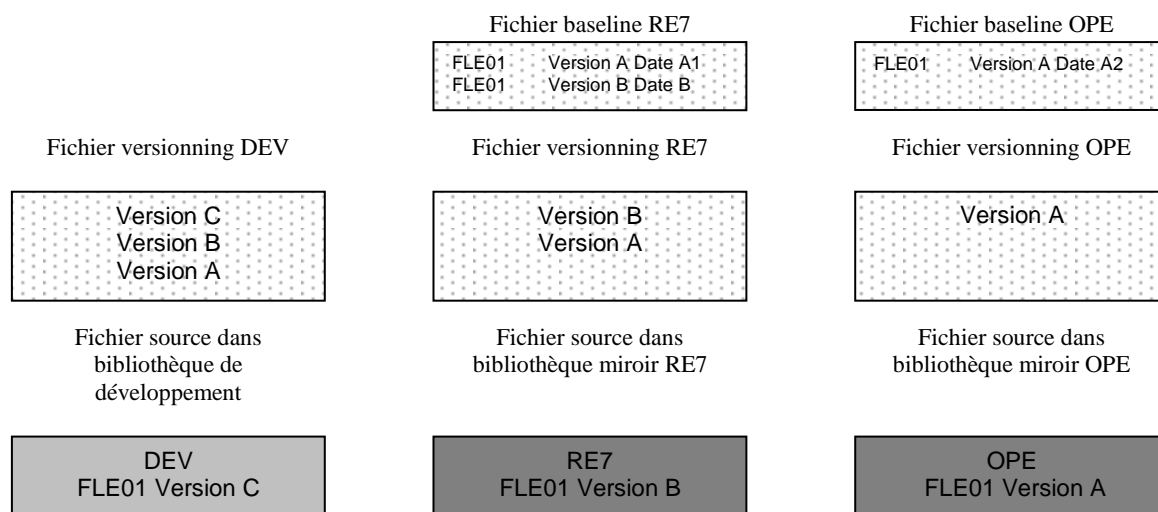 Fichier baseline RE7
Fichier baseline OPE
FLE01 Version A Date A1
FLE01 Version B Date B
FLE01 Version A Date A2
Fichier versionning DEV
Fichier versionning RE7
Fichier versionning OPE
Version C
Version B
Version A
Version B
Version A
Version A
Fichier source dans
bibliothèque de
développement
Fichier source dans
bibliothèque miroir RE7
Fichier source dans
bibliothèque miroir OPE
DEV
FLE01 Version C
RE7
FLE01 Version B
OPE
FLE01 Version A